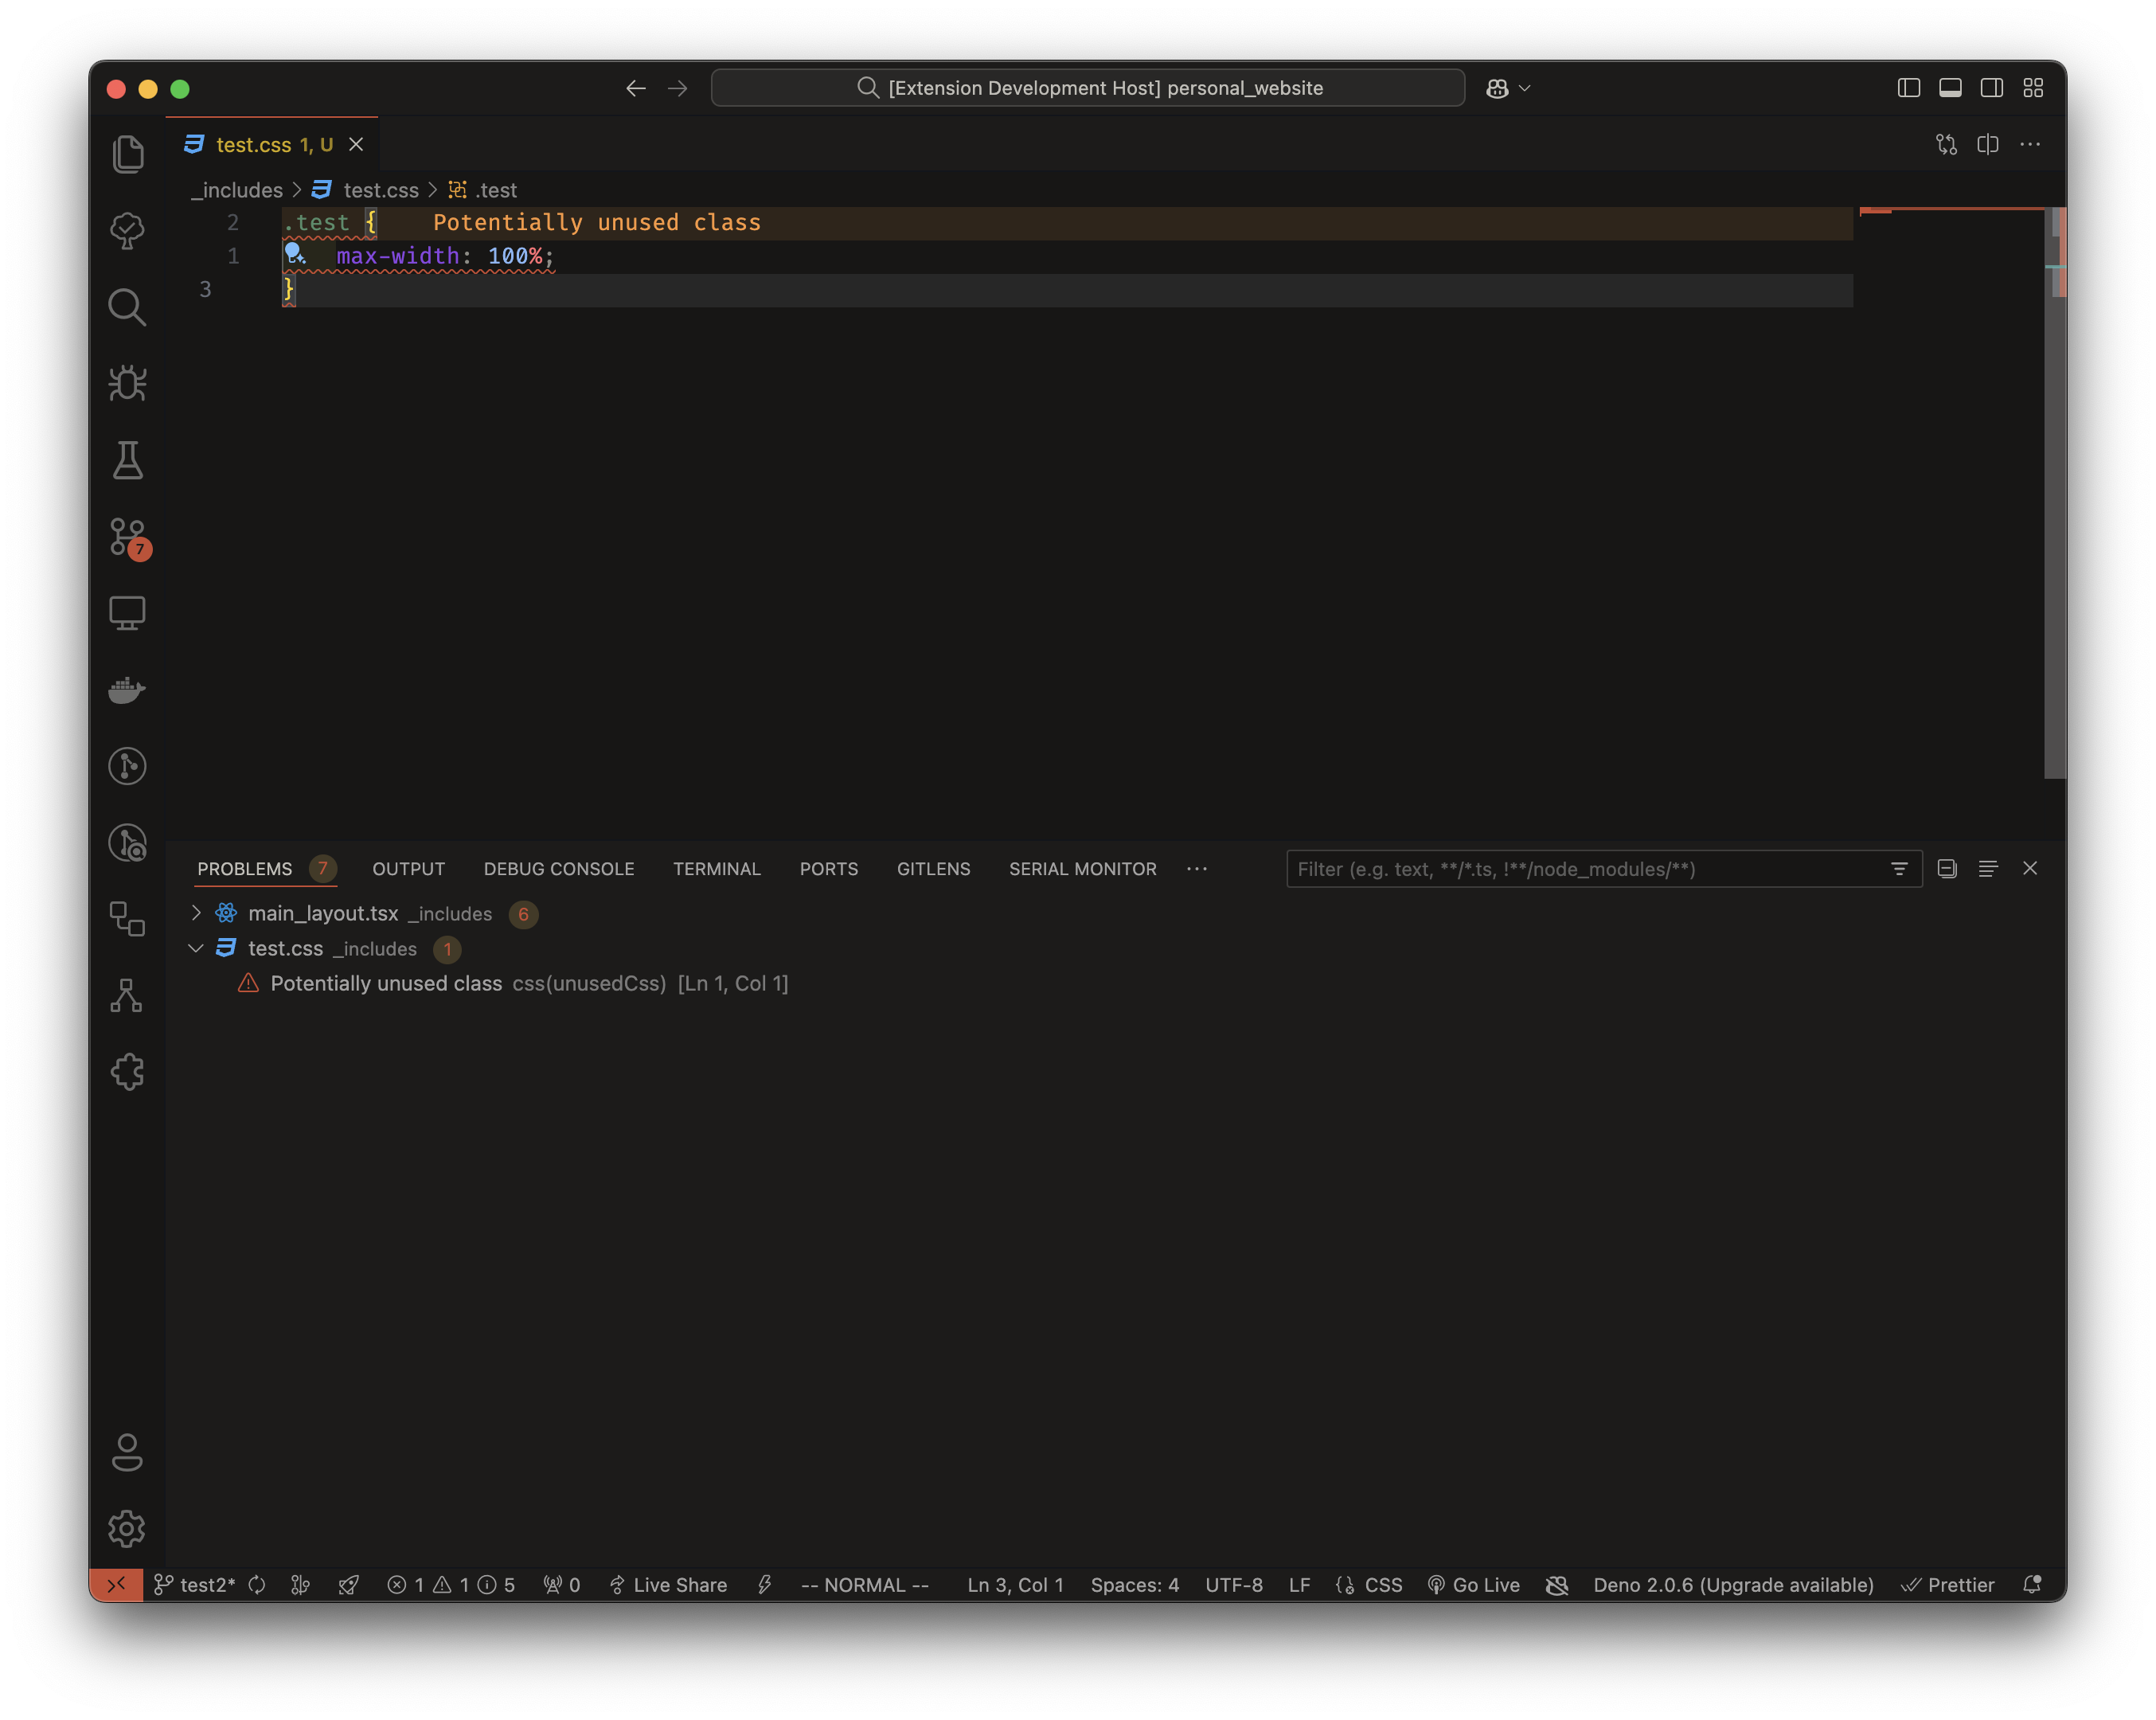 [Extension Development Host] personal_website
test.css 1, U
_includes > test.css > .test
2 .test { Potentially unused class
1 max-width: 100%;
3 }
7
PROBLEMS 7 OUTPUT DEBUG CONSOLE TERMINAL PORTS GITLENS SERIAL MONITOR ··· Filter (e.g. text, **/*.ts, !**/node_modules/**)
main_layout.tsx _includes 6
test.css _includes 1
Potentially unused class css(unusedCss) [Ln 1, Col 1]
test2* 1 1 5 0 Live Share -- NORMAL -- Ln 3, Col 1 Spaces: 4 UTF-8 LF CSS Go Live Deno 2.0.6 (Upgrade available) Prettier